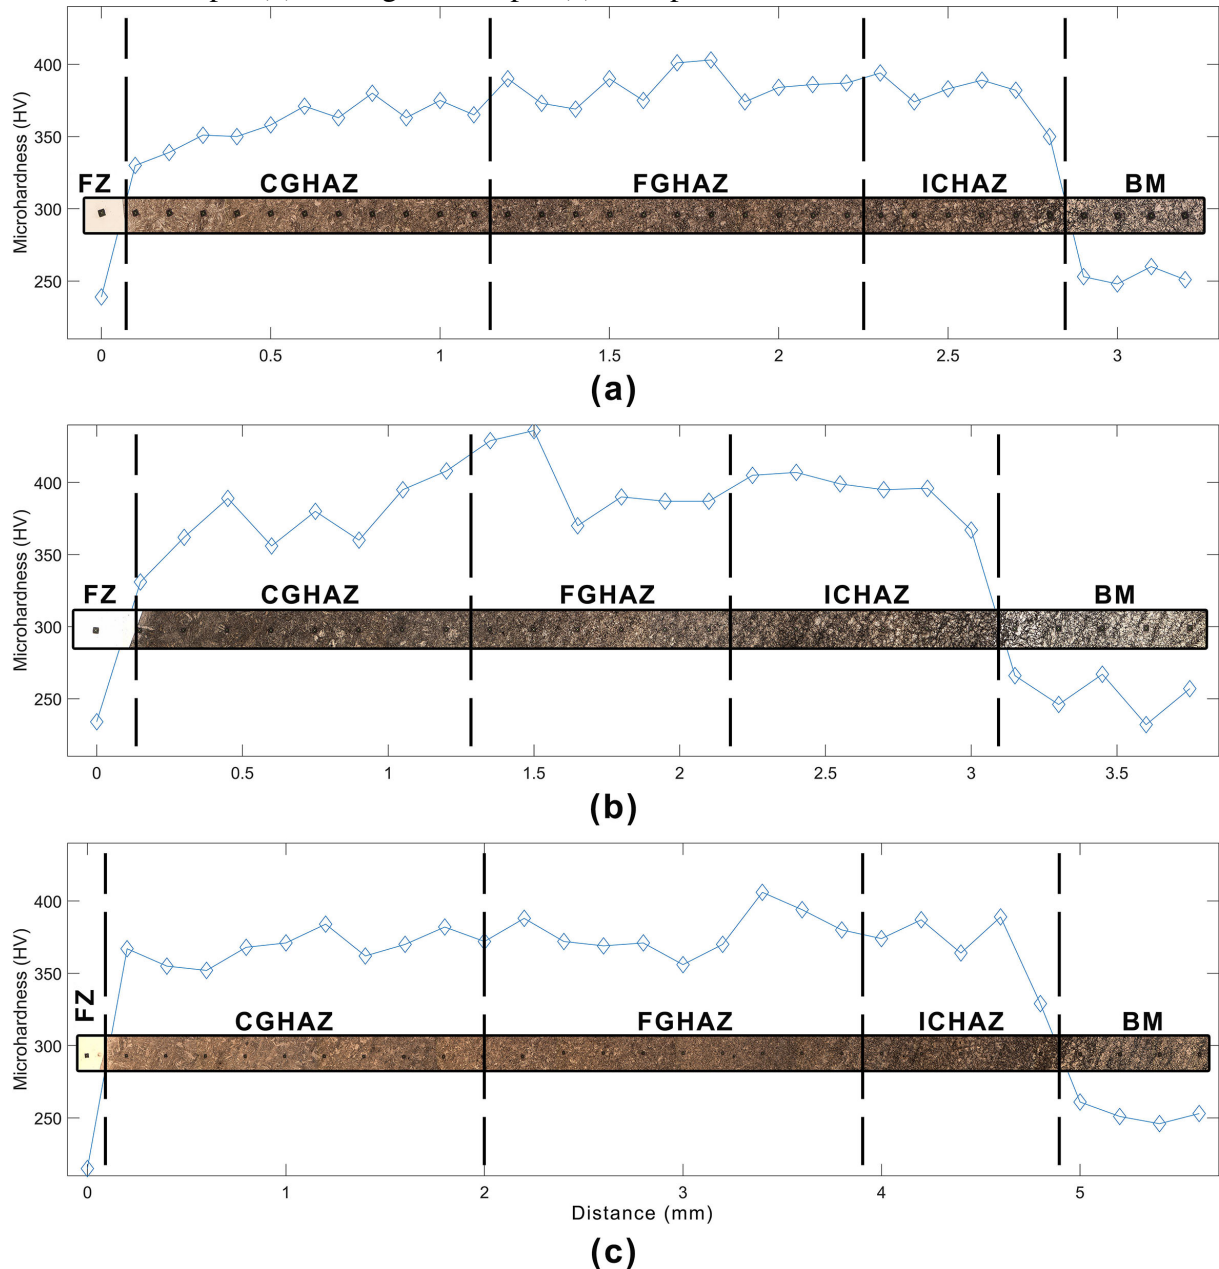 400
350
300
250
Microhardness (HV)
FZ CGHAZ FGHAZ ICHAZ BM
0 0.5 1 1.5 2 2.5 3
(a)
400
350
300
250
Microhardness (HV)
FZ CGHAZ FGHAZ ICHAZ BM
0 0.5 1 1.5 2 2.5 3 3.5
(b)
400
350
300
250
Microhardness (HV)
FZ CGHAZ FGHAZ ICHAZ BM
0 1 2 3 4 5
Distance (mm)
(c)